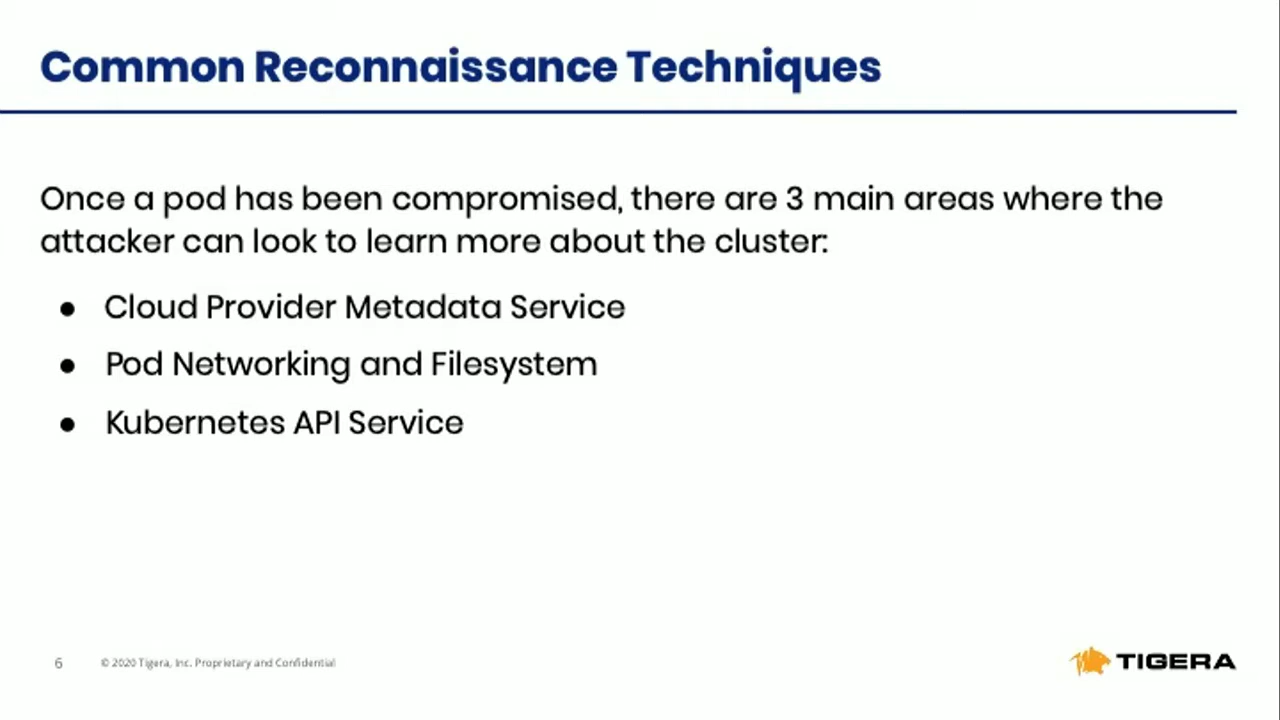 Common Reconnaissance Techniques
Once a pod has been compromised, there are 3 main areas where the
attacker can look to learn more about the cluster:
● Cloud Provider Metadata Service
● Pod Networking and Filesystem
● Kubernetes API Service
6 © 2020 Tigera, Inc. Proprietary and Confidential
TIGERA